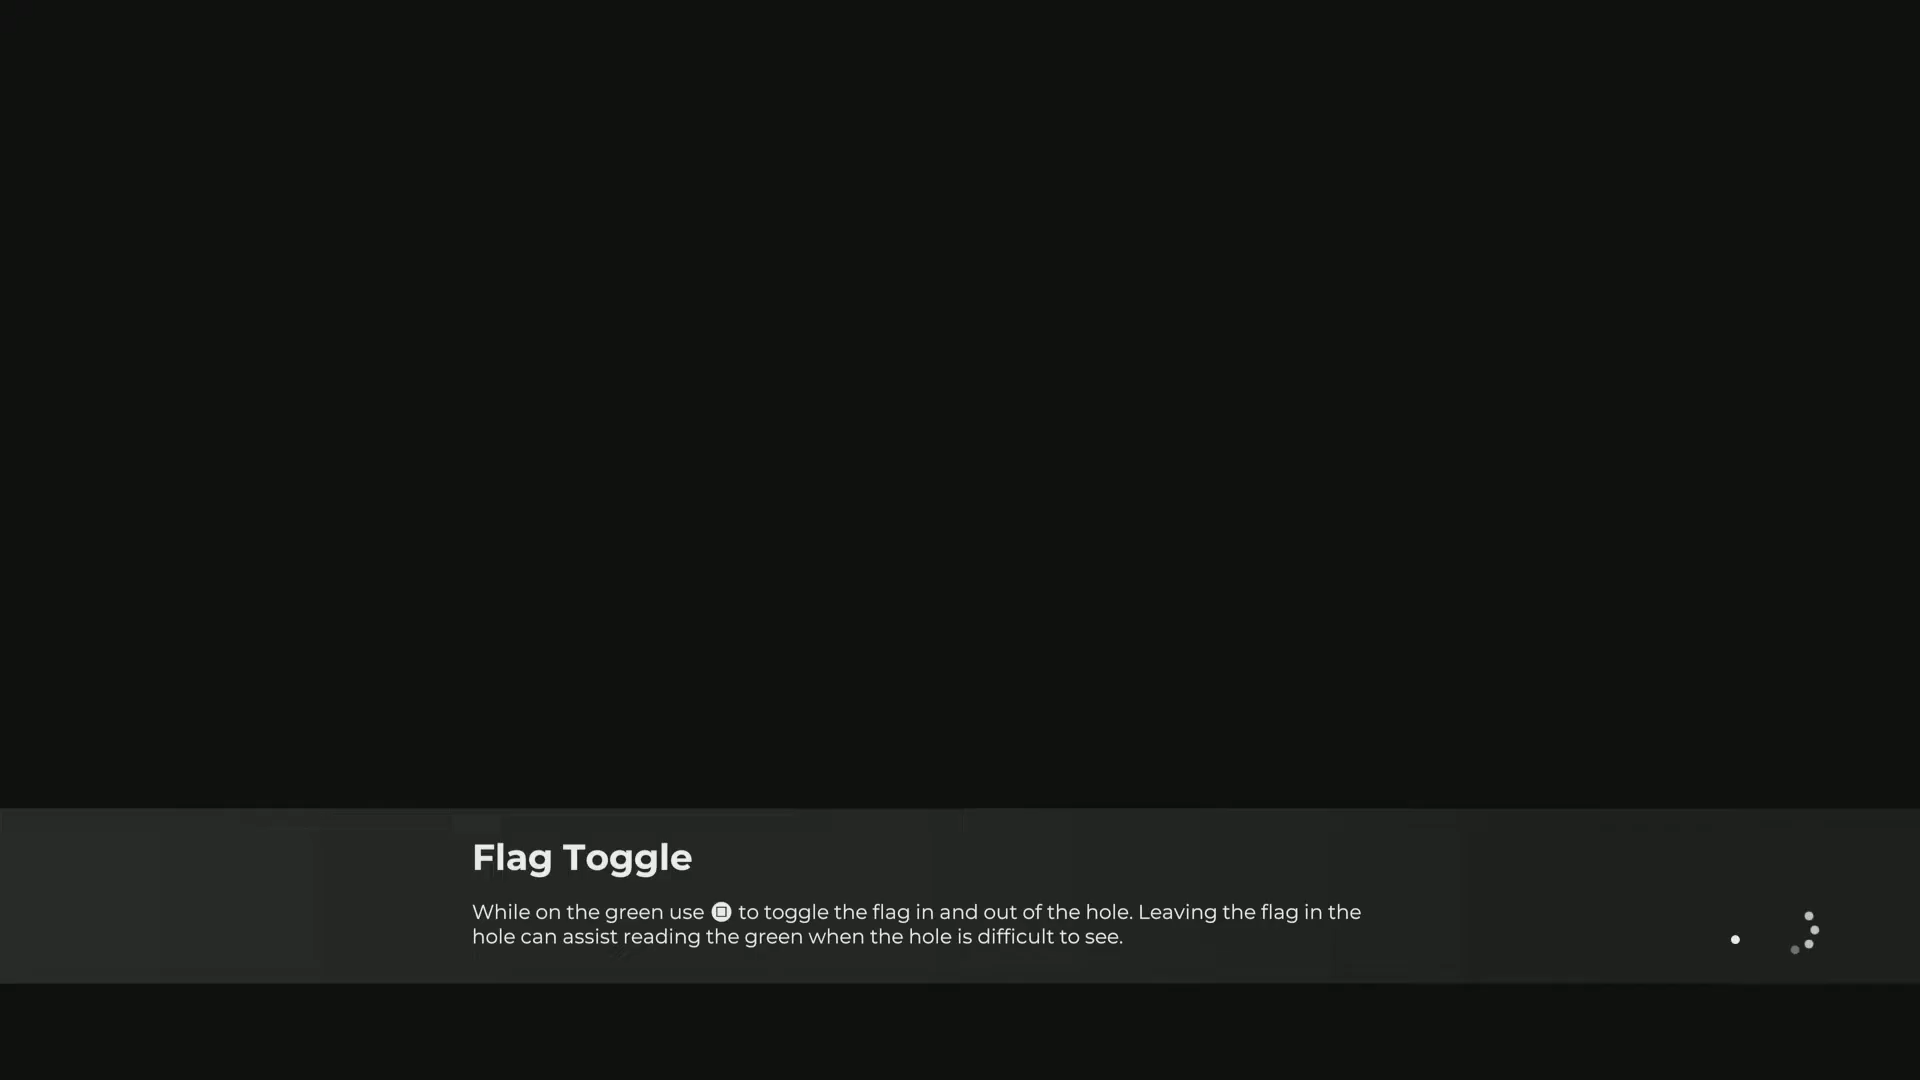 Flag Toggle
While on the green use to toggle the flag in and out of the hole. Leaving the flag in the
hole can assist reading the green when the hole is difficult to see.